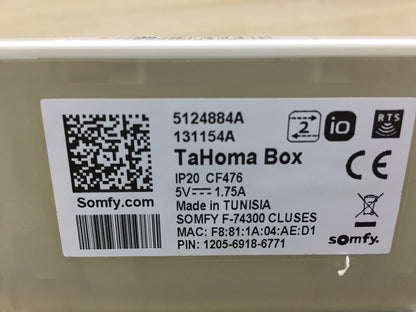 5124884A
131154A
2
io
RTS
TaHoma Box
IP20 CF476
5V 1.75A
Made in TUNISIA
SOMFY F-74300 CLUSES
MAC: F8:81:1A:04:AE:D1
PIN: 1205-6918-6771
CE
Somfy.com
somfy.